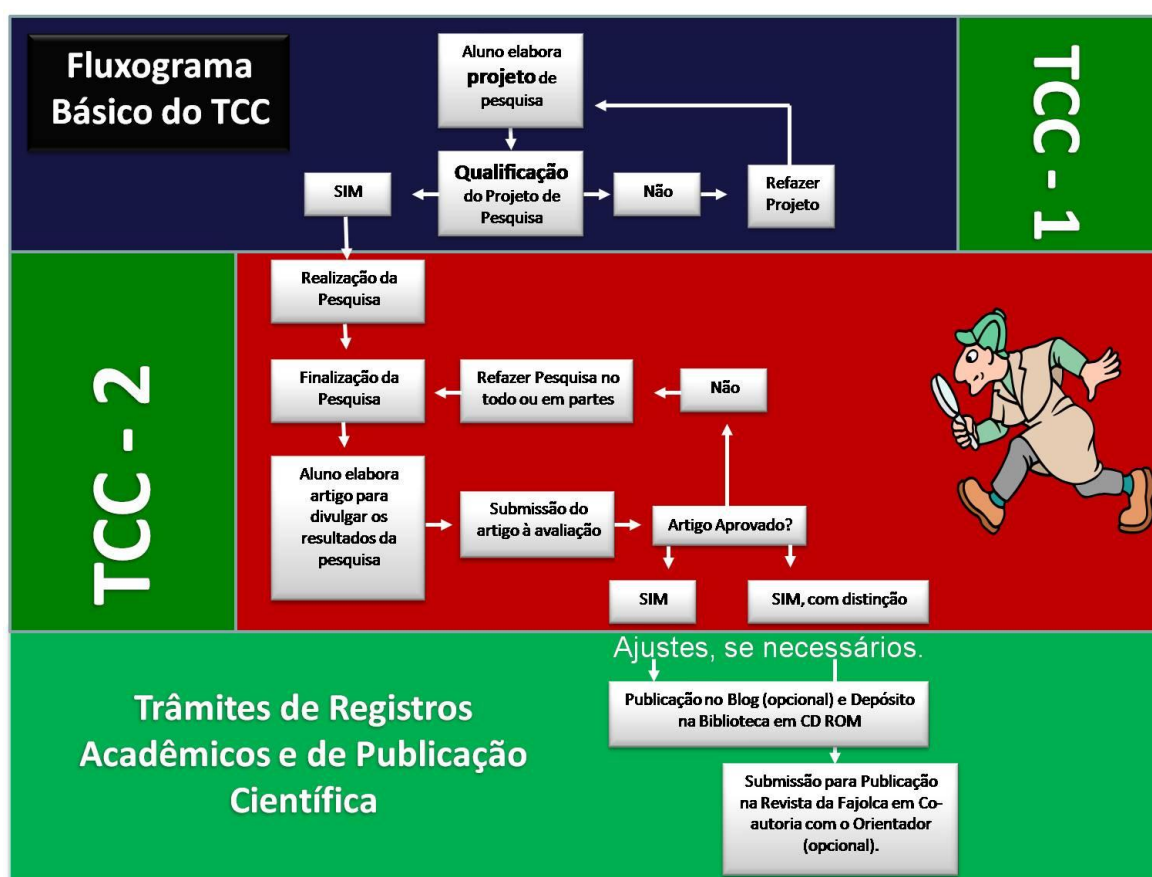 Fluxograma
Básico do TCC
Aluno elabora
projeto de
pesquisa
TCC - 1
SIM
Qualificação
do Projeto de
Pesquisa
Não
Refazer
Projeto
TCC - 2
Realização da
Pesquisa
Finalização da
Pesquisa
Refazer Pesquisa no
todo ou em partes
Não
Aluno elabora
artigo para
divulgar os
resultados da
pesquisa
Submissão do
artigo à avaliação
Artigo Aprovado?
SIM
SIM, com distinção
Ajustes, se necessários.
Trâmites de Registros
Acadêmicos e de Publicação
Científica
Publicação no Blog (opcional) e Depósito
na Biblioteca em CD ROM
Submissão para Publicação
na Revista da Fajolca em Co-
autoria com o Orientador
(opcional).